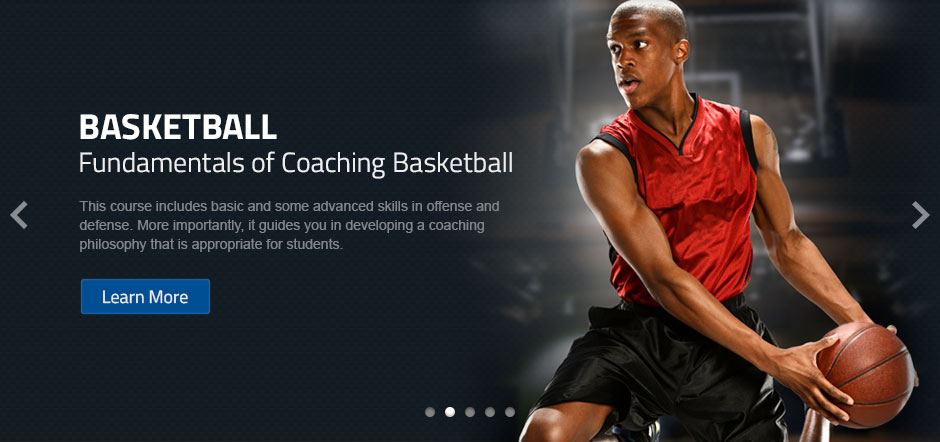 BASKETBALL
Fundamentals of Coaching Basketball
This course includes basic and some advanced skills in offense and
defense. More importantly, it guides you in developing a coaching
philosophy that is appropriate for students.
Learn More